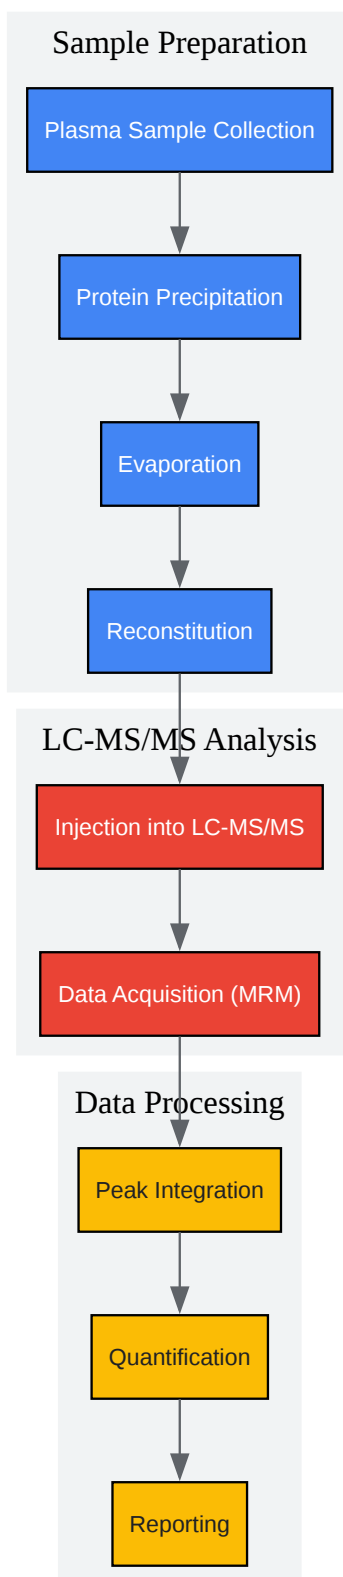 Sample Preparation
Plasma Sample Collection
Protein Precipitation
Evaporation
Reconstitution
LC-MS/MS Analysis
Injection into LC-MS/MS
Data Acquisition (MRM)
Data Processing
Peak Integration
Quantification
Reporting